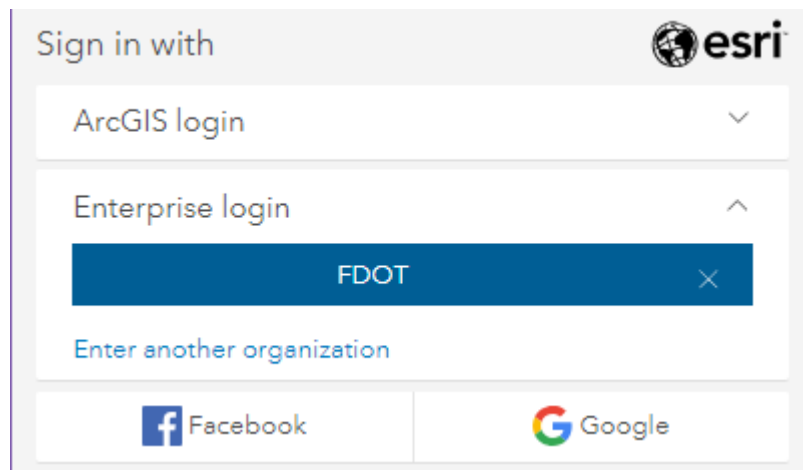 Sign in with
esri
ArcGIS login
Enterprise login
FDOT
Enter another organization
Facebook
Google